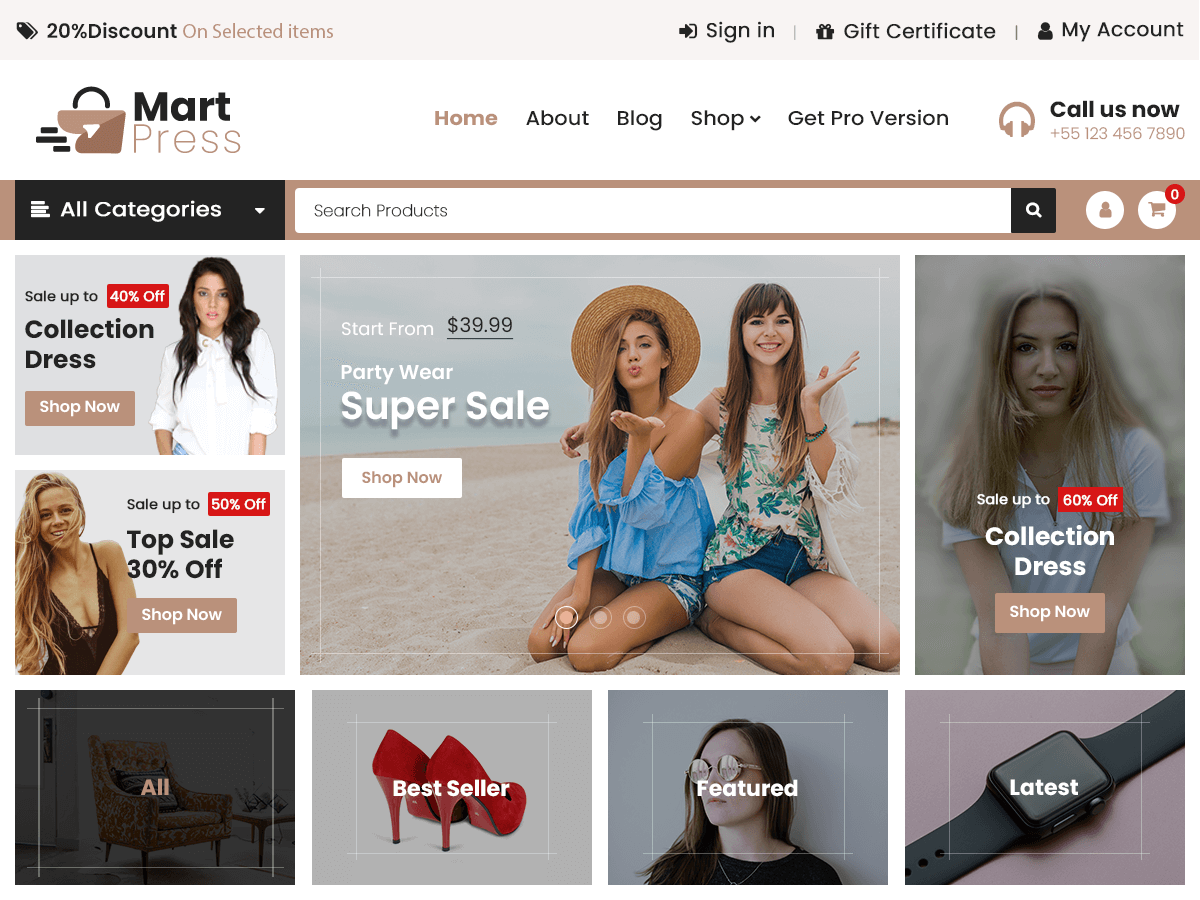 20%Discount On Selected items
Sign in | Gift Certificate | My Account
Mart
Press
Home About Blog Shop Get Pro Version
Call us now
+55 123 456 7890
All Categories
Search Products
0
Sale up to 40% Off
Collection
Dress
Shop Now
Sale up to 50% Off
Top Sale
30% Off
Shop Now
Start From $39.99
Party Wear
Super Sale
Shop Now
Sale up to 60% Off
Collection
Dress
Shop Now
All
Best Seller
Featured
Latest